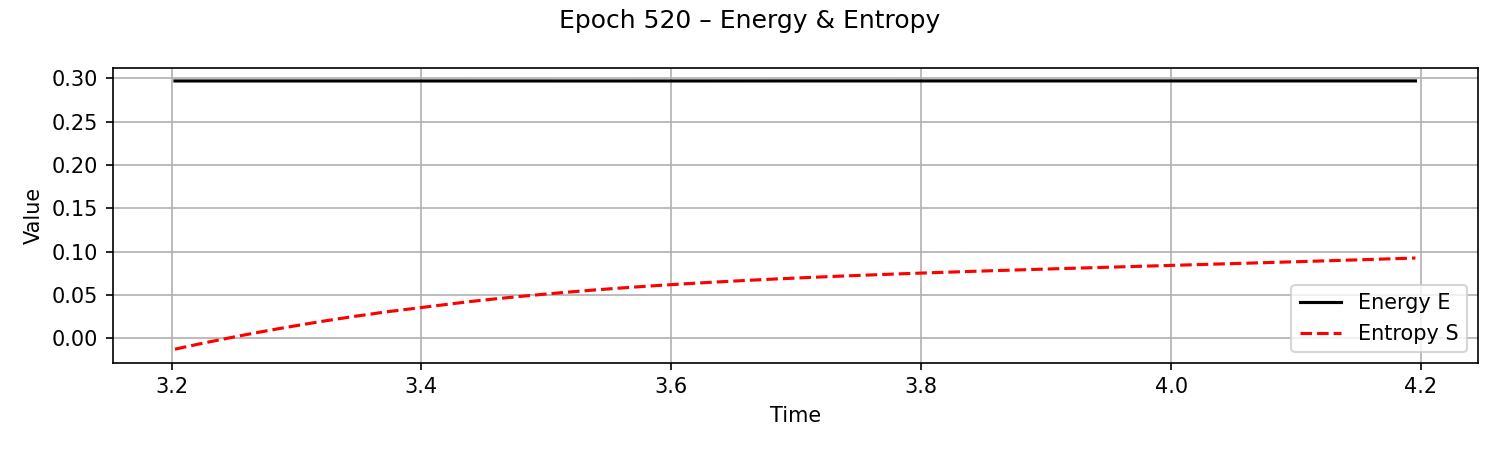 Epoch 520 – Energy & Entropy
Value
0.30
0.25
0.20
0.15
0.10
0.05
0.00
3.2
3.4
3.6
3.8
4.0
4.2
Time
Energy E
Entropy S